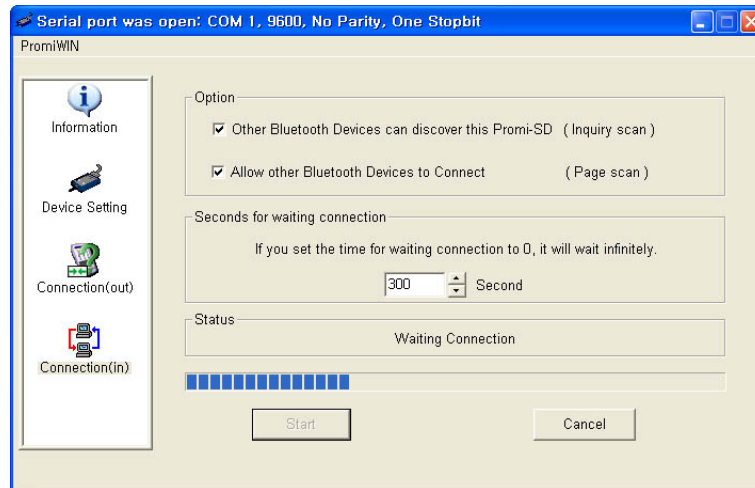 Serial port was open: COM 1, 9600, No Parity, One Stopbit
PromiWIN
Information
Device Setting
Connection(out)
Connection(in)
Option
Other Bluetooth Devices can discover this Promi-SD ( Inquiry scan )
Allow other Bluetooth Devices to Connect ( Page scan )
Seconds for waiting connection
If you set the time for waiting connection to 0, it will wait infinitely.
300 Second
Status
Waiting Connection
Start Cancel